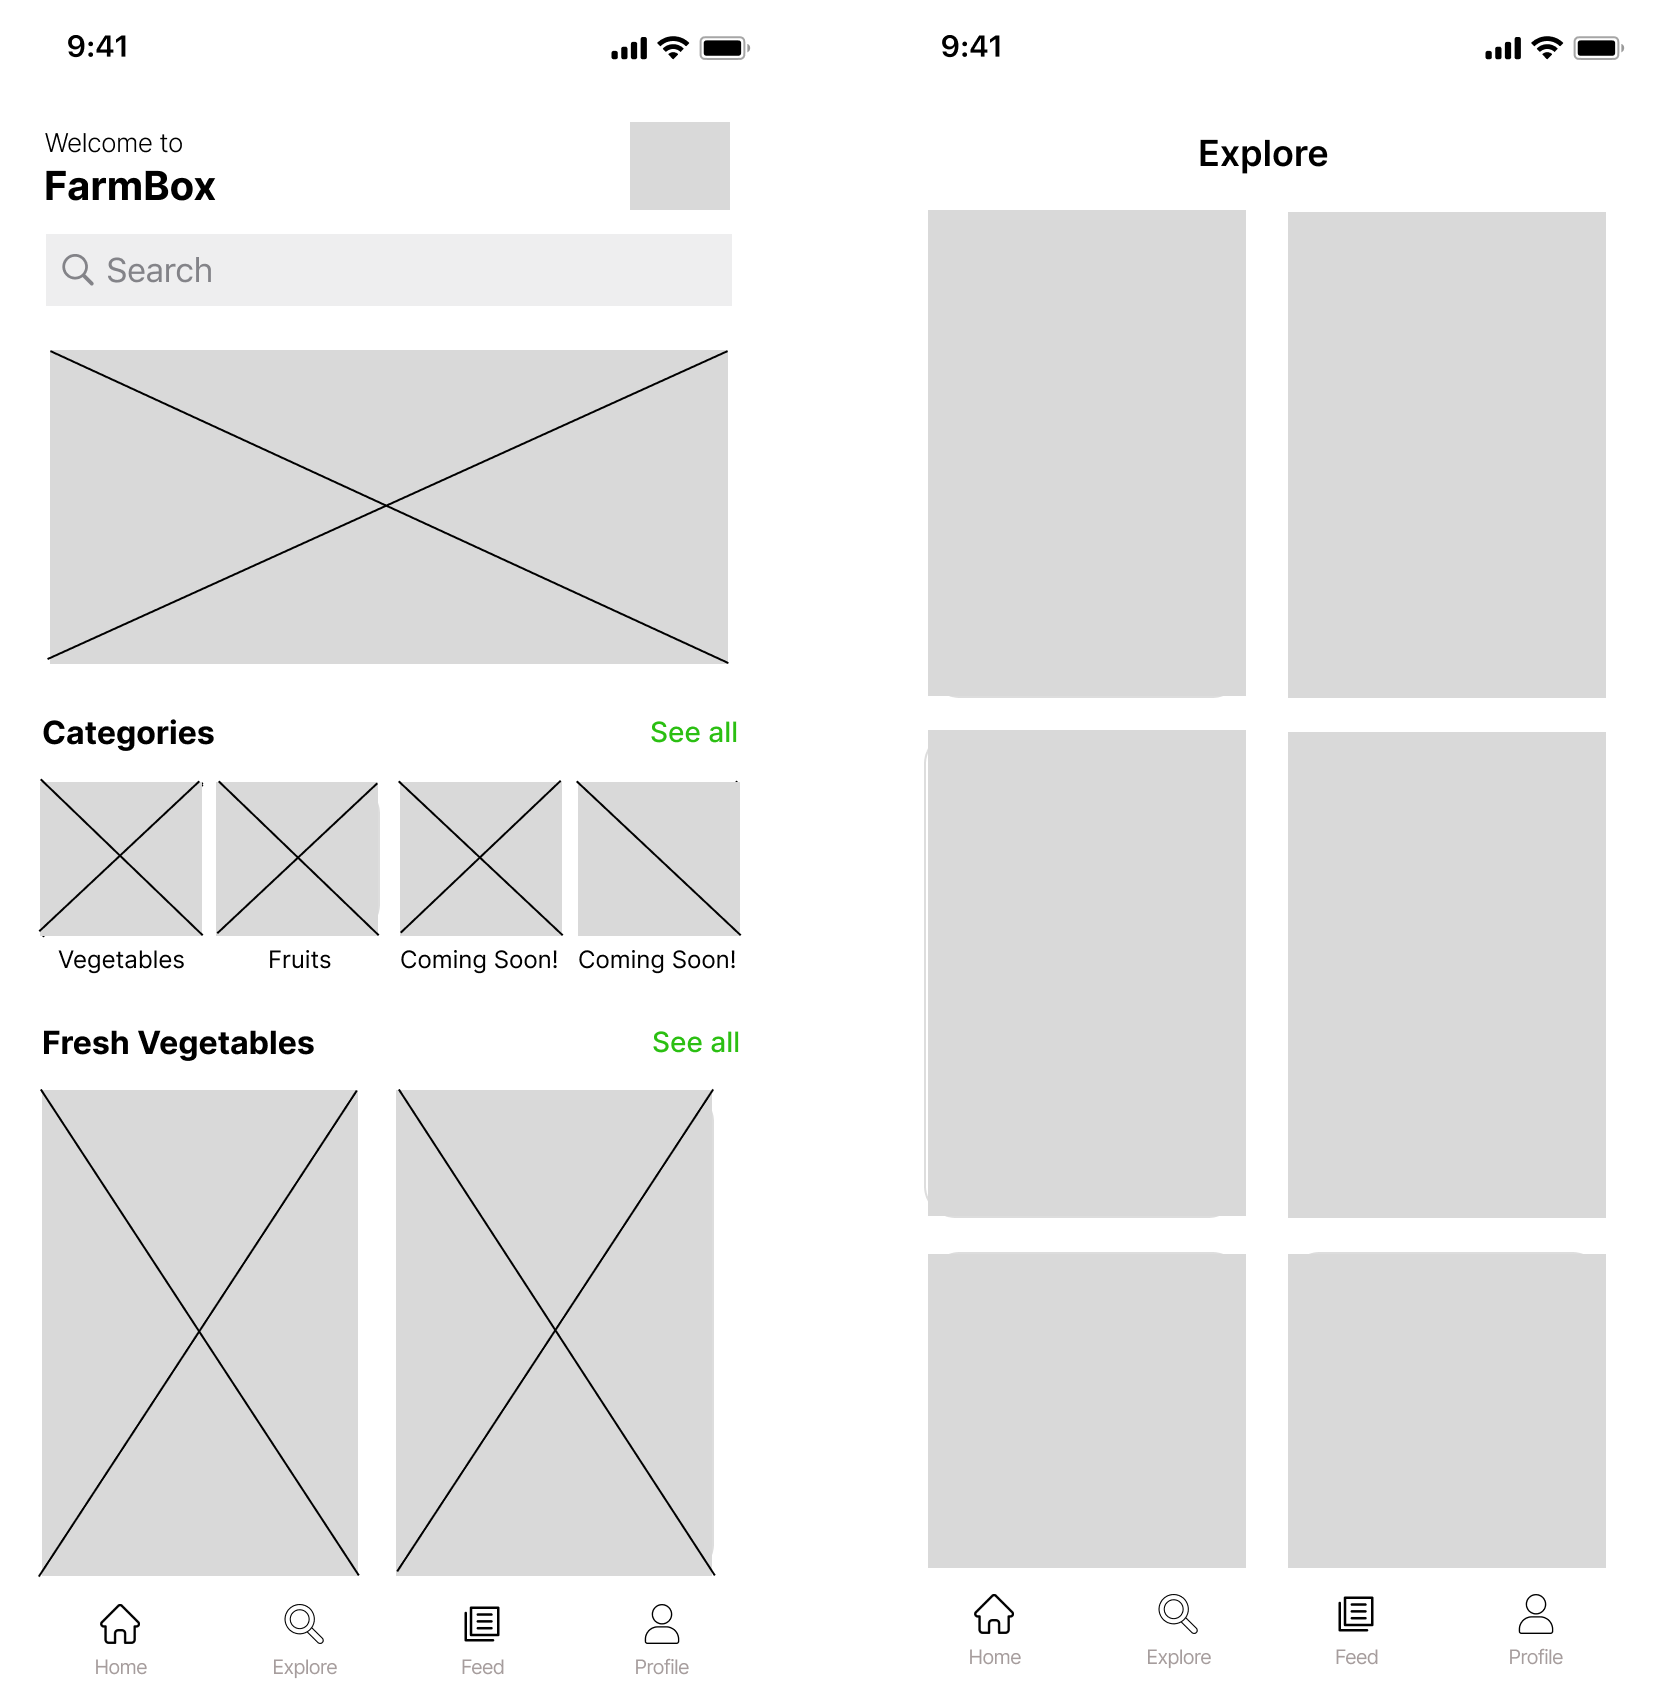 9:41
Welcome to
FarmBox
Search
Categories See all
Vegetables Fruits Coming Soon! Coming Soon!
Fresh Vegetables See all
Home Explore Feed Profile
9:41
Explore
Home Explore Feed Profile